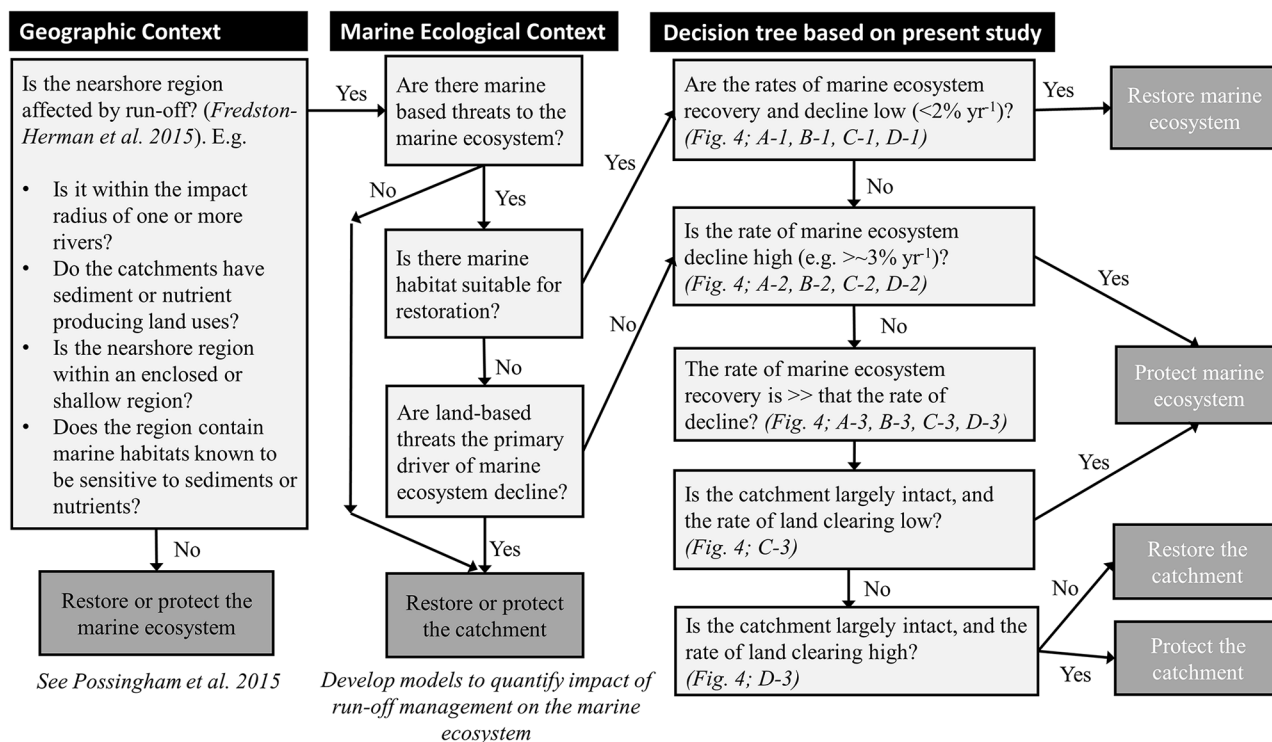 Geographic Context
Is the nearshore region
affected by run-off? (Fredston-
Herman et al. 2015). E.g.
• Is it within the impact
radius of one or more
rivers?
• Do the catchments have
sediment or nutrient
producing land uses?
• Is the nearshore region
within an enclosed or
shallow region?
• Does the region contain
marine habitats known to
be sensitive to sediments or
nutrients?
Yes
No
Restore or protect the
marine ecosystem
See Possingham et al. 2015
Marine Ecological Context
Are there marine
based threats to the
marine ecosystem?
No
Yes
Is there marine
habitat suitable for
restoration?
Yes
No
Are land-based
threats the primary
driver of marine
ecosystem decline?
No
Yes
Restore or protect
the catchment
Develop models to quantify impact of
run-off management on the marine
ecosystem
Decision tree based on present study
Are the rates of marine ecosystem
recovery and decline low (<2% yr⁻¹)?
(Fig. 4; A-1, B-1, C-1, D-1)
Yes
Restore marine
ecosystem
No
Is the rate of marine ecosystem
decline high (e.g. >~3% yr⁻¹)?
(Fig. 4; A-2, B-2, C-2, D-2)
Yes
No
The rate of marine ecosystem
recovery is >> that the rate of
decline? (Fig. 4; A-3, B-3, C-3, D-3)
Protect marine
ecosystem
Is the catchment largely intact, and
the rate of land clearing low?
(Fig. 4; C-3)
Yes
No
Is the catchment largely intact, and the
rate of land clearing high?
(Fig. 4; D-3)
No
Restore the
catchment
Yes
Protect the
catchment